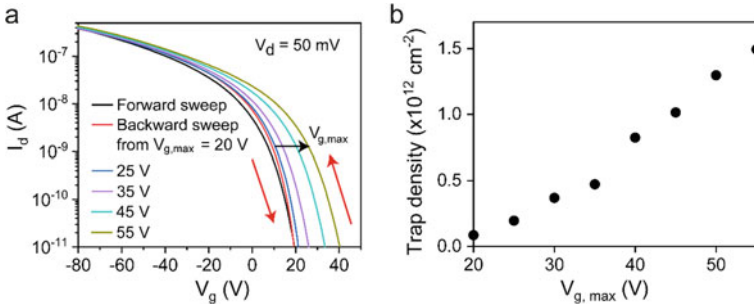 a
V_d = 50 mV
Forward sweep
Backward sweep
from V_g,max = 20 V
25 V
35 V
45 V
55 V
V_g,max
I_d (A)
10^-7
10^-8
10^-9
10^-10
10^-11
-80 -60 -40 -20 0 20 40
V_g (V)
b
Trap density (x10^12 cm^-2)
1.5
1.0
0.5
0.0
20 30 40 50
V_g, max (V)